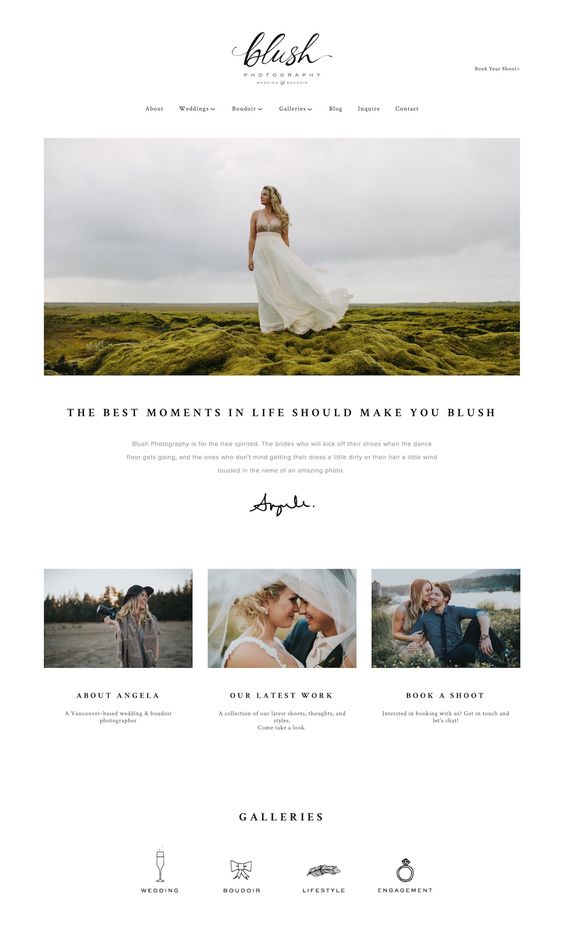 blush
PHOTOGRAPHY
WEDDING & BOUDOIR
Book Your Shoot+
About Weddings Boudoir Galleries Blog Inquire Contact
THE BEST MOMENTS IN LIFE SHOULD MAKE YOU BLUSH
Blush Photography is for the free spirited. The brides who will kick off their shoes when the dance
floor gets going, and the ones who don't mind getting their dress a little dirty or their hair a little wind
tousled in the name of an amazing photo.
Angela.
ABOUT ANGELA
A Vancouver-based wedding & boudoir
photographer
OUR LATEST WORK
A collection of our latest shoots, thoughts, and
styles.
Come take a look.
BOOK A SHOOT
Intersted in booking with us? Get in touch and
let's chat!
GALLERIES
WEDDING BOUDOIR LIFESTYLE ENGAGEMENT